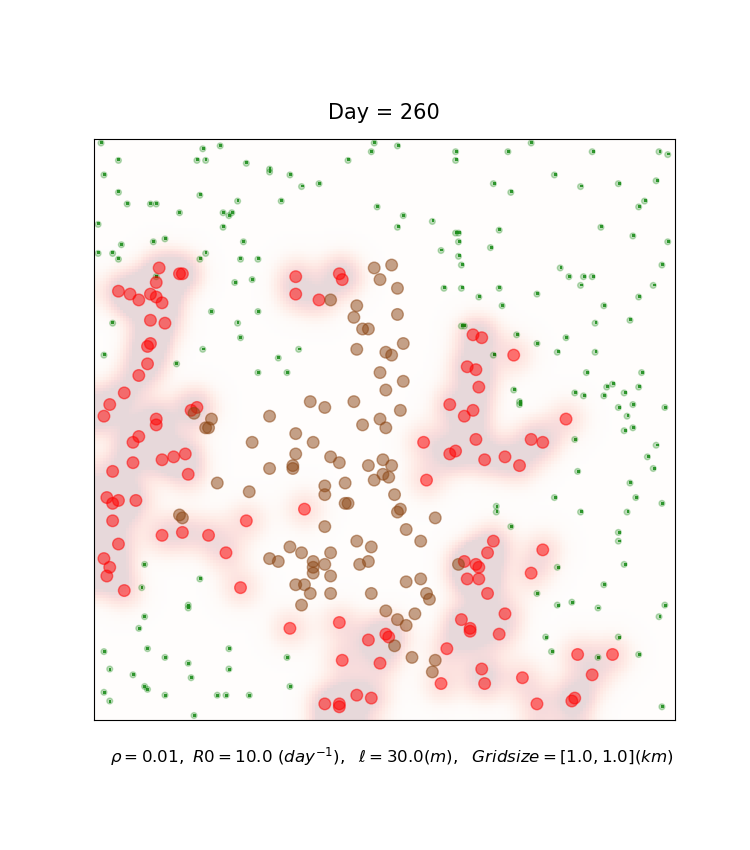 Day = 260
ρ = 0.01, R0 = 10.0 (day⁻¹), ℓ = 30.0(m), Gridsize = [1.0, 1.0](km)